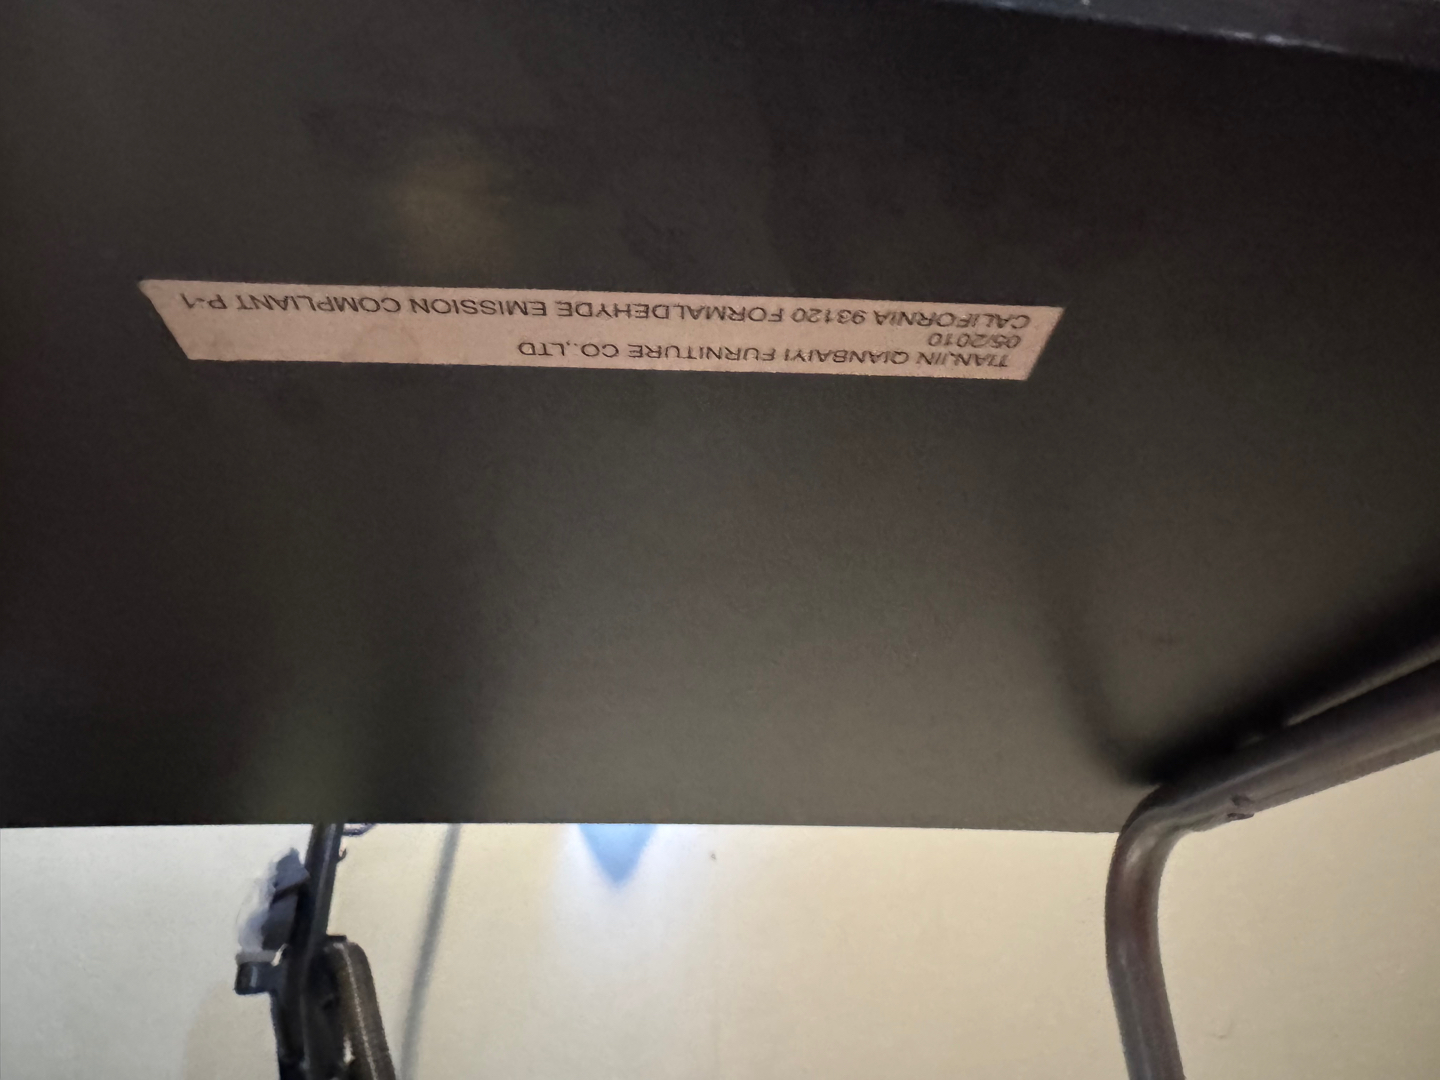 TIANJIN QIANBAIYI FURNITURE CO.,LTD
05/2010
CALIFORNIA 93120 FORMALDEHYDE EMISSION COMPLIANT P-1